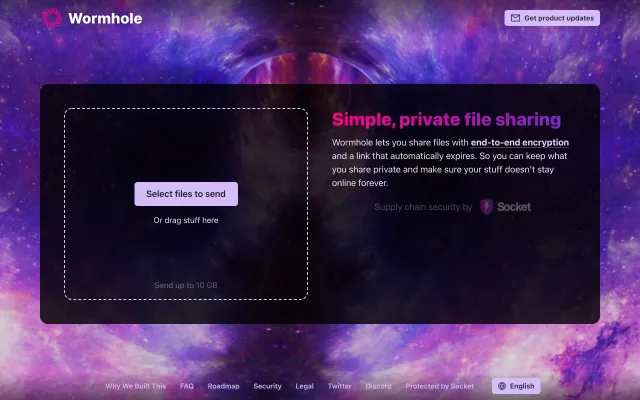 Wormhole
Get product updates
Select files to send
Or drag stuff here
Send up to 10 GB
Simple, private file sharing
Wormhole lets you share files with end-to-end encryption
and a link that automatically expires. So you can keep what
you share private and make sure your stuff doesn't stay
online forever.
Supply chain security by Socket
Why We Built This FAQ Roadmap Security Legal Twitter Discord Protected by Socket English